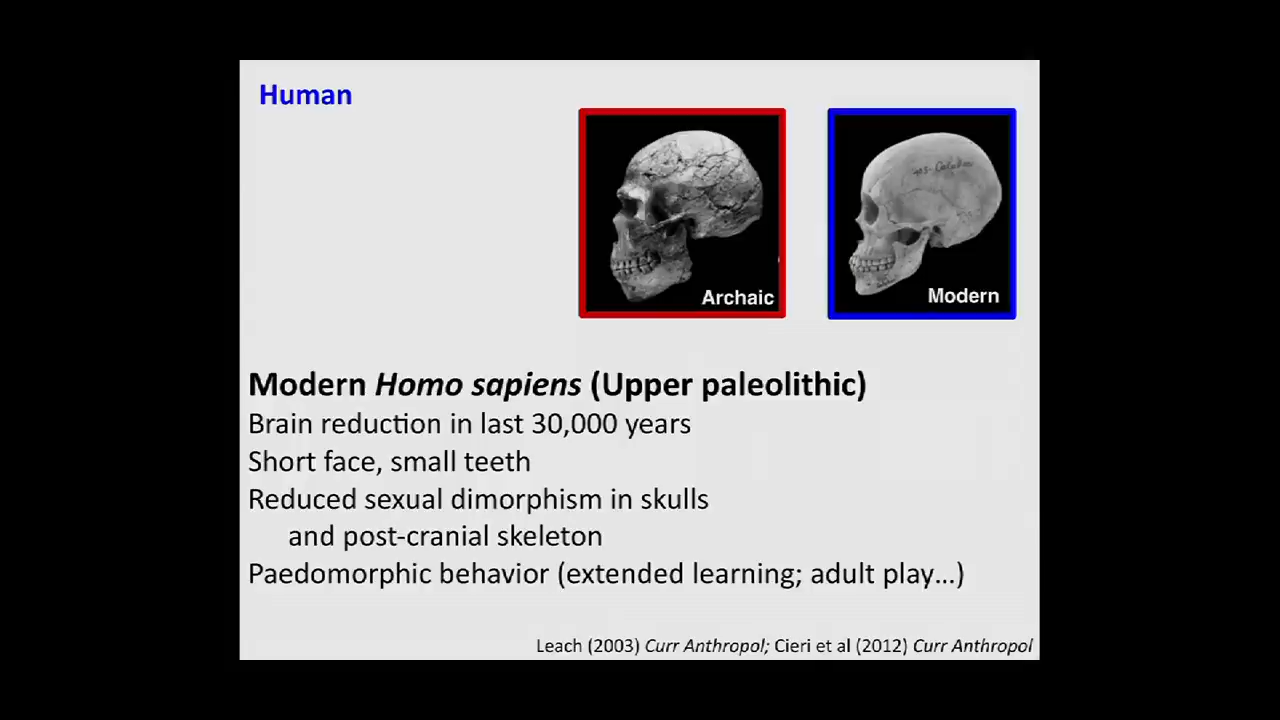 Human
Archaic
Modern
Modern Homo sapiens (Upper paleolithic)
Brain reduction in last 30,000 years
Short face, small teeth
Reduced sexual dimorphism in skulls
and post-cranial skeleton
Paedomorphic behavior (extended learning; adult play...)
Leach (2003) Curr Anthropol; Cieri et al (2012) Curr Anthropol